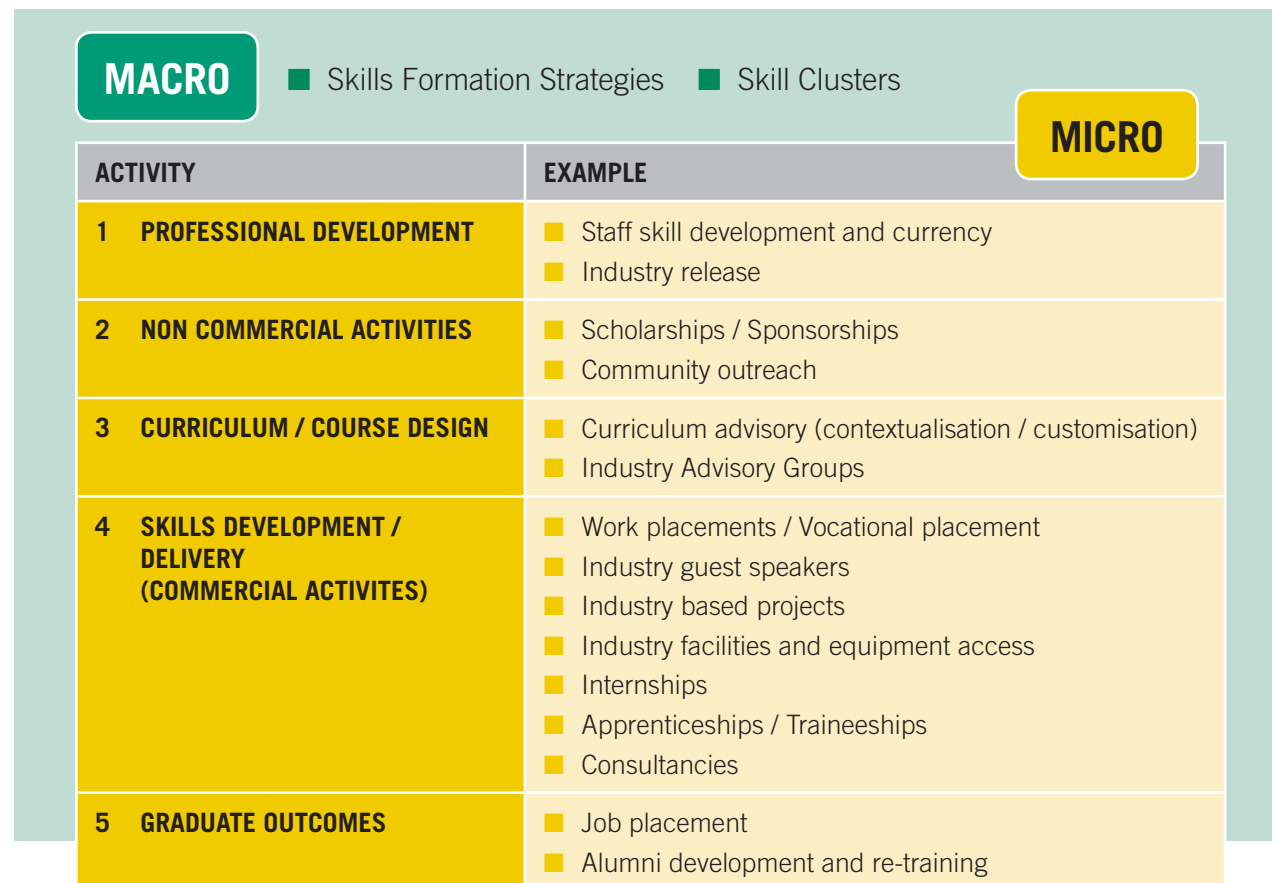 MACRO
Skills Formation Strategies
Skill Clusters
MICRO
ACTIVITY
EXAMPLE
1 PROFESSIONAL DEVELOPMENT
Staff skill development and currency
Industry release
2 NON COMMERCIAL ACTIVITIES
Scholarships / Sponsorships
Community outreach
3 CURRICULUM / COURSE DESIGN
Curriculum advisory (contextualisation / customisation)
Industry Advisory Groups
4 SKILLS DEVELOPMENT /
DELIVERY
(COMMERCIAL ACTIVITES)
Work placements / Vocational placement
Industry guest speakers
Industry based projects
Industry facilities and equipment access
Internships
Apprenticeships / Traineeships
Consultancies
5 GRADUATE OUTCOMES
Job placement
Alumni development and re-training